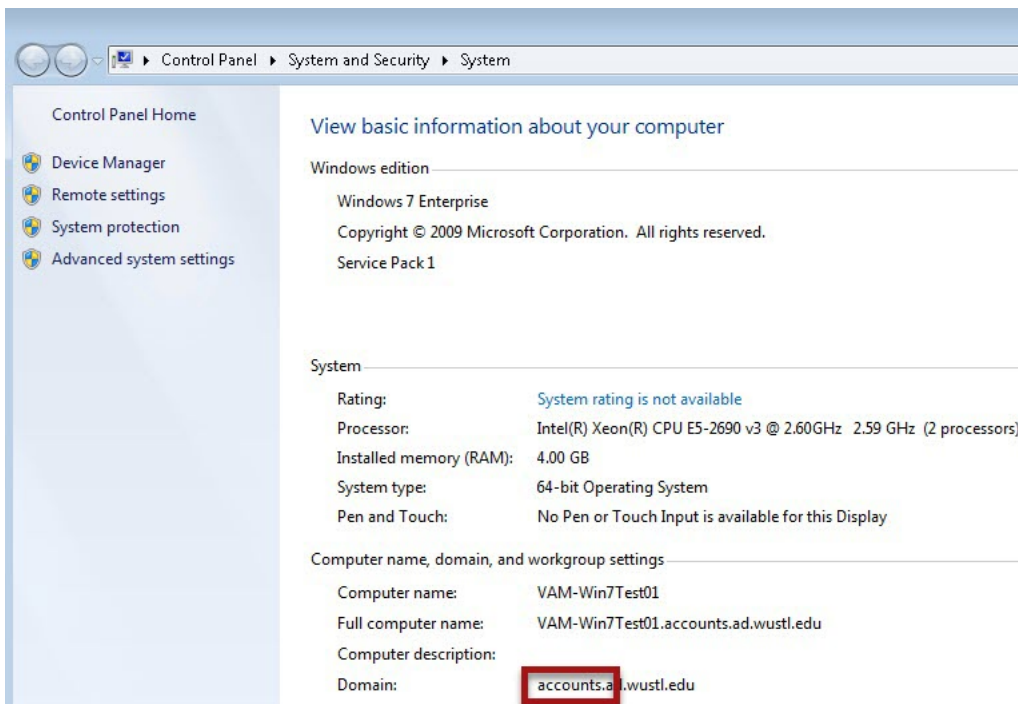 Control Panel ▸ System and Security ▸ System
Control Panel Home
Device Manager
Remote settings
System protection
Advanced system settings
View basic information about your computer
Windows edition
Windows 7 Enterprise
Copyright © 2009 Microsoft Corporation. All rights reserved.
Service Pack 1
System
Rating: System rating is not available
Processor: Intel(R) Xeon(R) CPU E5-2690 v3 @ 2.60GHz 2.59 GHz (2 processors)
Installed memory (RAM): 4.00 GB
System type: 64-bit Operating System
Pen and Touch: No Pen or Touch Input is available for this Display
Computer name, domain, and workgroup settings
Computer name: VAM-Win7Test01
Full computer name: VAM-Win7Test01.accounts.ad.wustl.edu
Computer description:
Domain: accounts.ad.wustl.edu